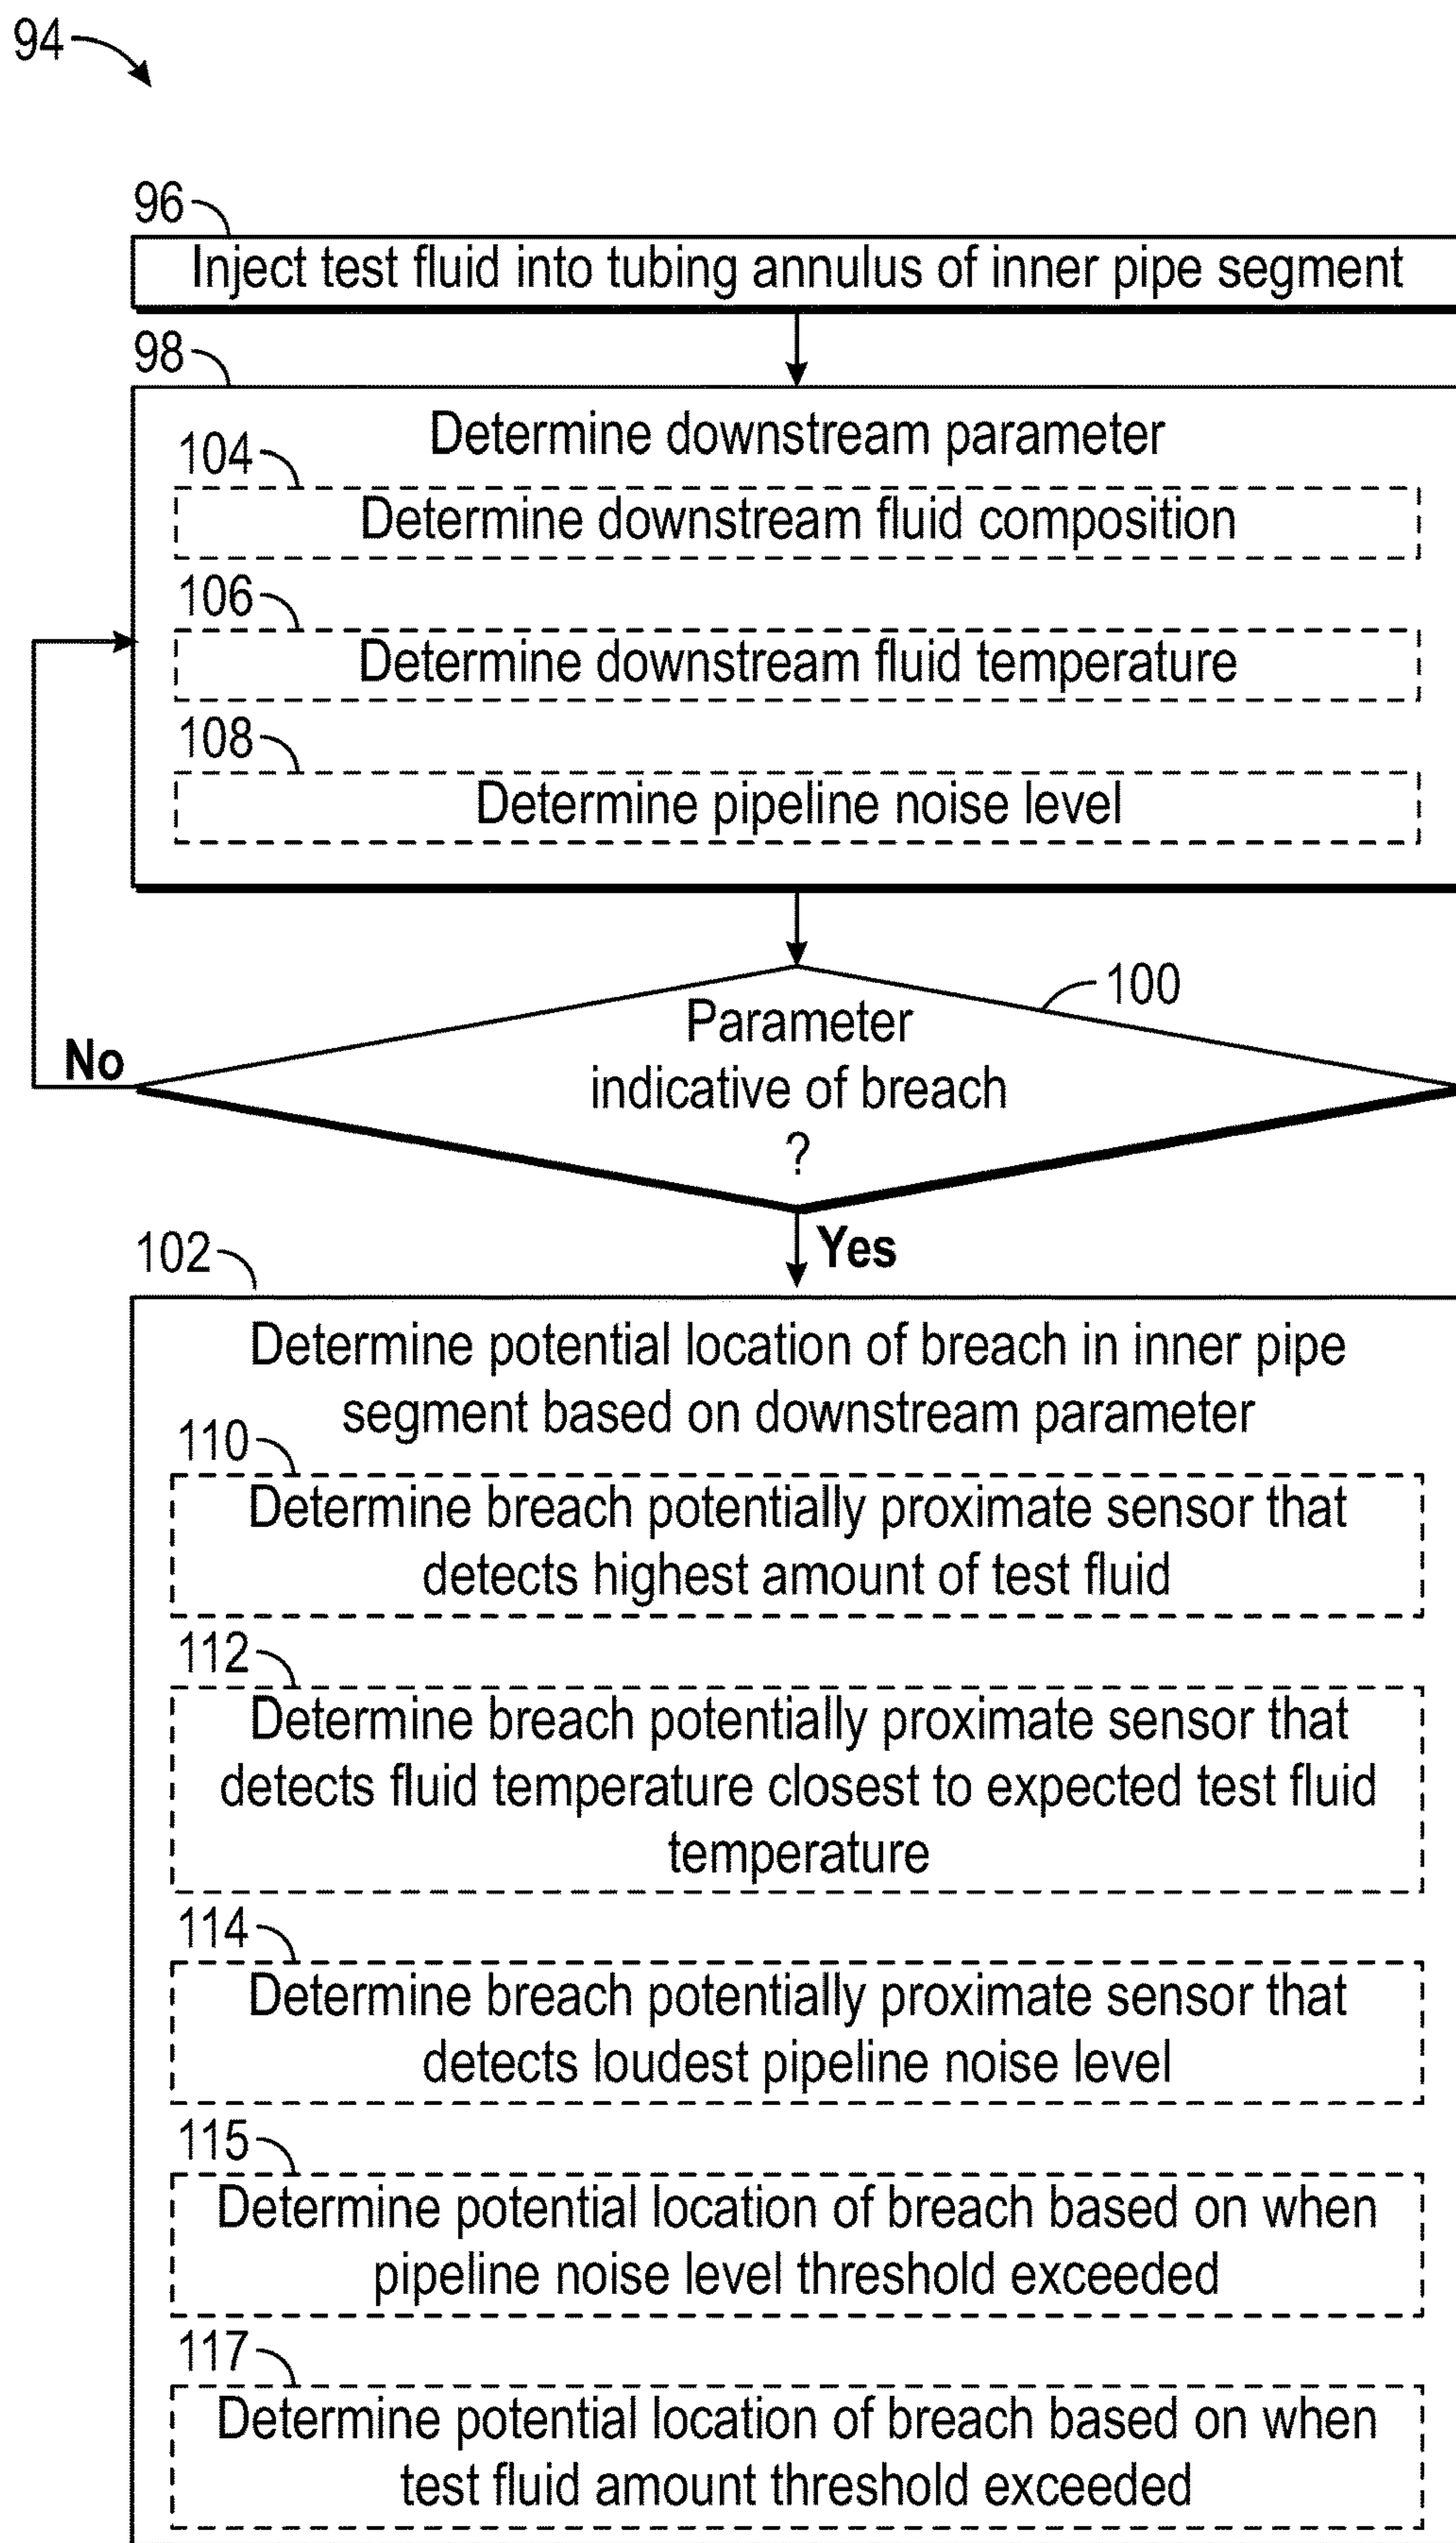 94
96
Inject test fluid into tubing annulus of inner pipe segment
98
Determine downstream parameter
104
Determine downstream fluid composition
106
Determine downstream fluid temperature
108
Determine pipeline noise level
100
Parameter
indicative of breach
?
No
Yes
102
Determine potential location of breach in inner pipe
segment based on downstream parameter
110
Determine breach potentially proximate sensor that
detects highest amount of test fluid
112
Determine breach potentially proximate sensor that
detects fluid temperature closest to expected test fluid
temperature
114
Determine breach potentially proximate sensor that
detects loudest pipeline noise level
115
Determine potential location of breach based on when
pipeline noise level threshold exceeded
117
Determine potential location of breach based on when
test fluid amount threshold exceeded